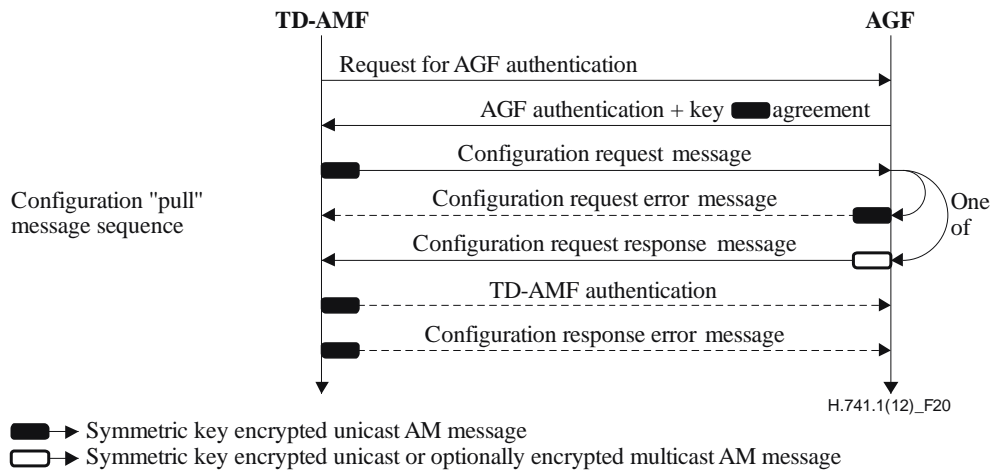 TD-AMF AGF
Request for AGF authentication
AGF authentication + key agreement
Configuration request message
Configuration "pull"
message sequence
Configuration request error message
One
of
Configuration request response message
TD-AMF authentication
Configuration response error message
H.741.1(12)_F20
Symmetric key encrypted unicast AM message
Symmetric key encrypted unicast or optionally encrypted multicast AM message